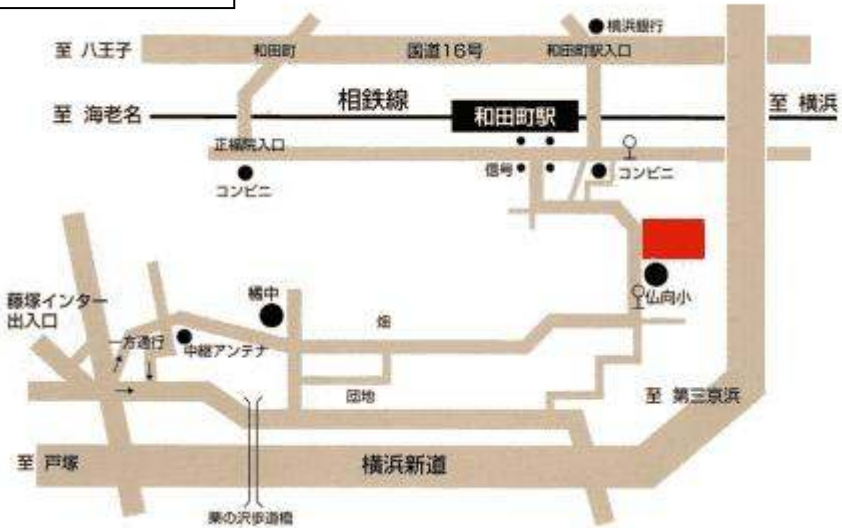 横浜銀行
至 八王子
和田町
国道16号
和田町駅入口
至 海老名
相鉄線
和田町駅
至 横浜
正福院入口
コンビニ
信号
コンビニ
仏向小
藤塚インター
出入口
橘中
畑
一方通行
中継アンテナ
団地
至 第三京浜
至 戸塚
横浜新道
の沢歩道橋